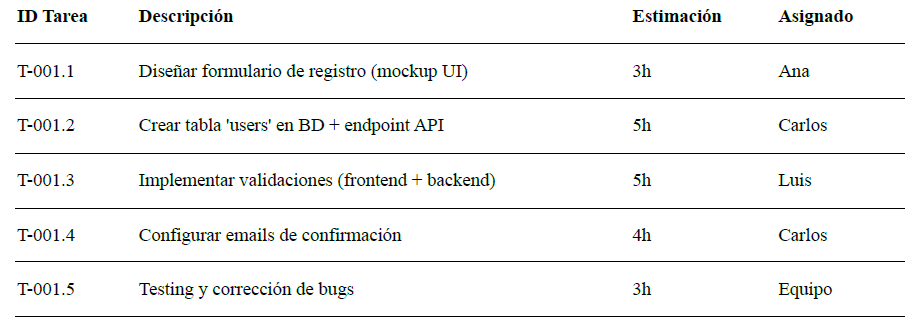 ID Tarea Descripción Estimación Asignado
T-001.1 Diseñar formulario de registro (mockup UI) 3h Ana
T-001.2 Crear tabla 'users' en BD + endpoint API 5h Carlos
T-001.3 Implementar validaciones (frontend + backend) 5h Luis
T-001.4 Configurar emails de confirmación 4h Carlos
T-001.5 Testing y corrección de bugs 3h Equipo